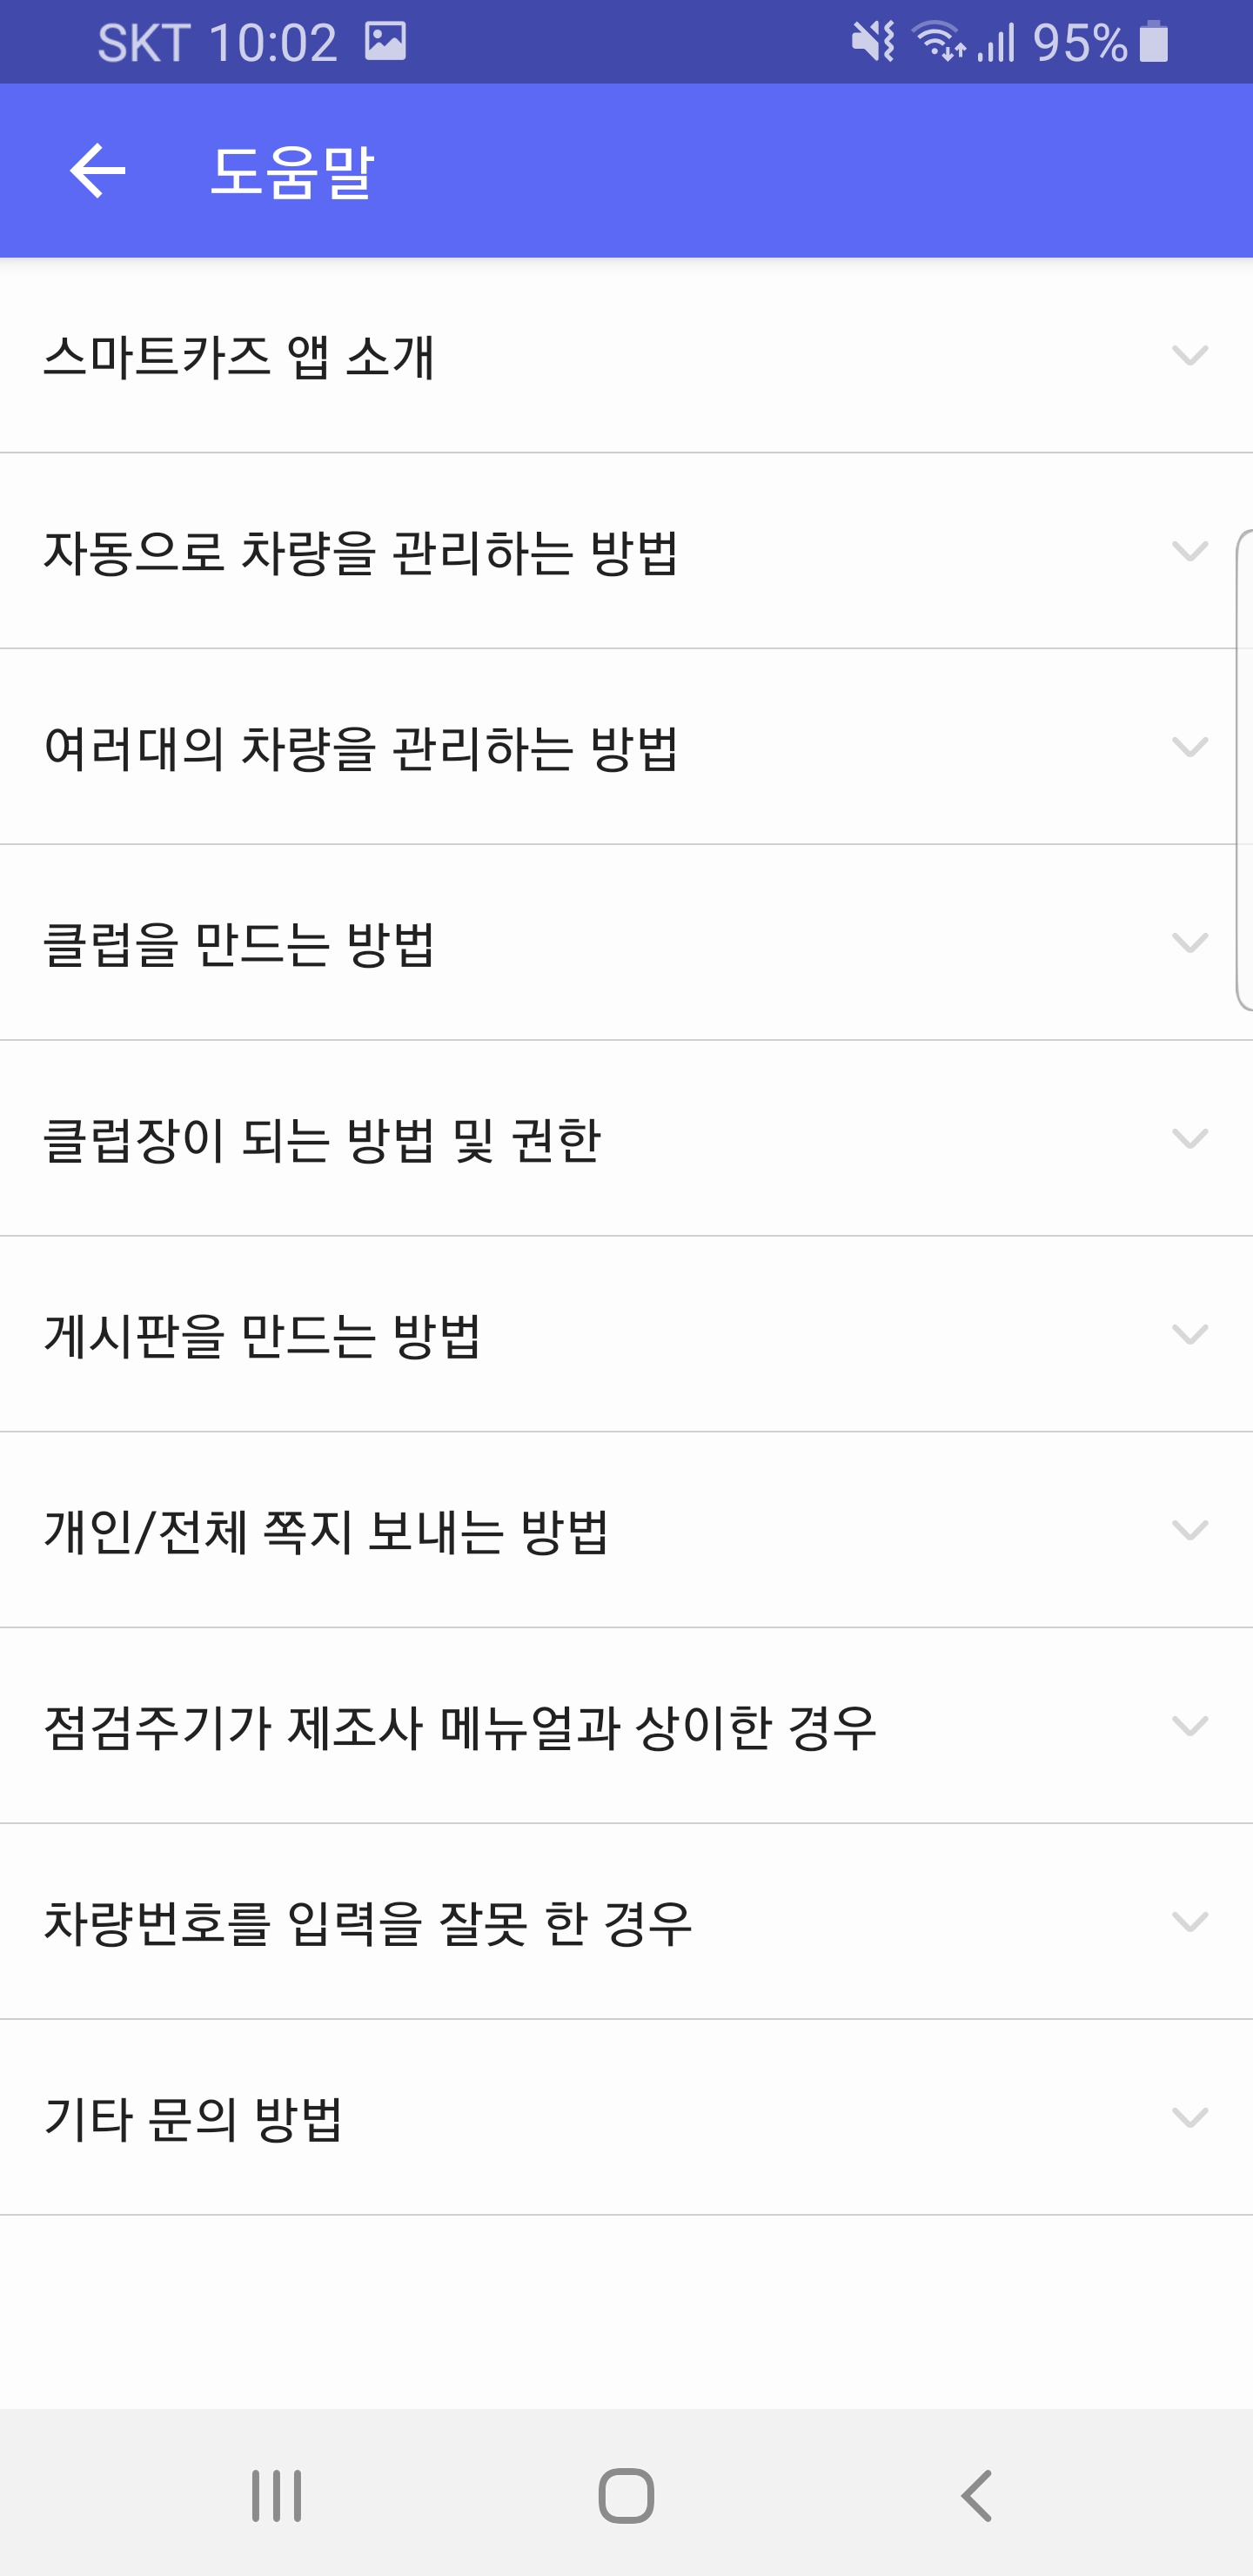 SKT 10:02 95%
도움말
스마트카즈 앱 소개
자동으로 차량을 관리하는 방법
여러대의 차량을 관리하는 방법
클럽을 만드는 방법
클럽장이 되는 방법 및 권한
게시판을 만드는 방법
개인/전체 쪽지 보내는 방법
점검주기가 제조사 메뉴얼과 상이한 경우
차량번호를 입력을 잘못 한 경우
기타 문의 방법